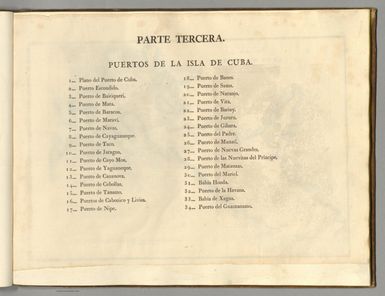 PARTE TERCERA.
PUERTOS DE LA ISLA DE CUBA.
1... Plano del Puerto de Cuba.
2... Puerto Escondido.
3... Puerto de Baitiqueri.
4... Puerto de Mata.
5... Puerto de Baracoa.
6... Puerto de Maravi.
7... Puerto de Navas.
8... Puerto de Cayaguaneque.
9... Puerto de Taco.
10... Puerto de Jaragua.
11... Puerto de Cayo Moa.
12... Puerto de Yaguaneque.
13... Puerto de Cananova.
14... Puerto de Cebollas.
15... Puerto de Tanamo.
16... Puertos de Cabonico y Livisa.
17... Puerto de Nipe.
18... Puerto de Banes.
19... Puerto de Sama.
20... Puerto de Naranjo.
21... Puerto de Vita.
22... Puerto de Bariay.
23... Puerto de Jururu.
24... Puerto de Gibara.
25... Puerto del Padre.
26... Puerto de Manatí.
27... Puerto de Nuevas Grandes.
28... Puerto de las Nuevitas del Príncipe.
29... Puerto de Matanzas.
30... Puerto del Mariel.
31... Bahía Honda.
32... Puerto de la Havana.
33... Bahía de Xagua.
34... Puerto del Guantanamo.